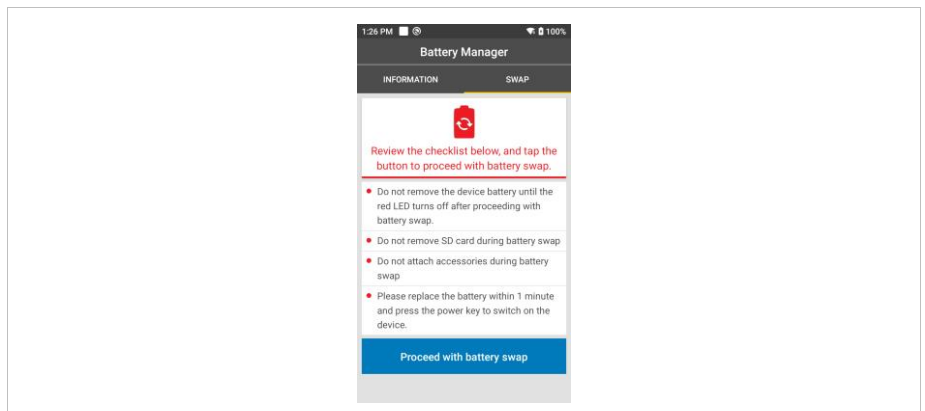 1:26 PM 100%
Battery Manager
INFORMATION SWAP
Review the checklist below, and tap the
button to proceed with battery swap.
Do not remove the device battery until the
red LED turns off after proceeding with
battery swap.
Do not remove SD card during battery swap
Do not attach accessories during battery
swap
Please replace the battery within 1 minute
and press the power key to switch on the
device.
Proceed with battery swap